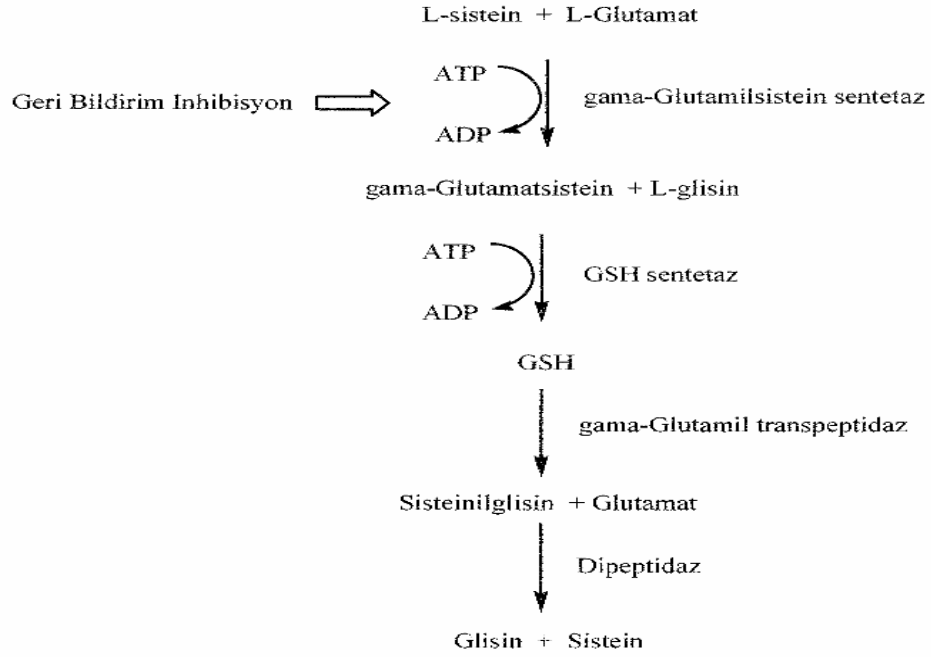 L-sistein + L-Glutamat
ATP
Geri Bildirim Inhibisyon
gama-Glutamilsistein sentetaz
ADP
gama-Glutamatsistein + L-glisin
ATP
GSH sentetaz
ADP
GSH
gama-Glutamil transpeptidaz
Sisteinilglisin + Glutamat
Dipeptidaz
Glisin + Sistein